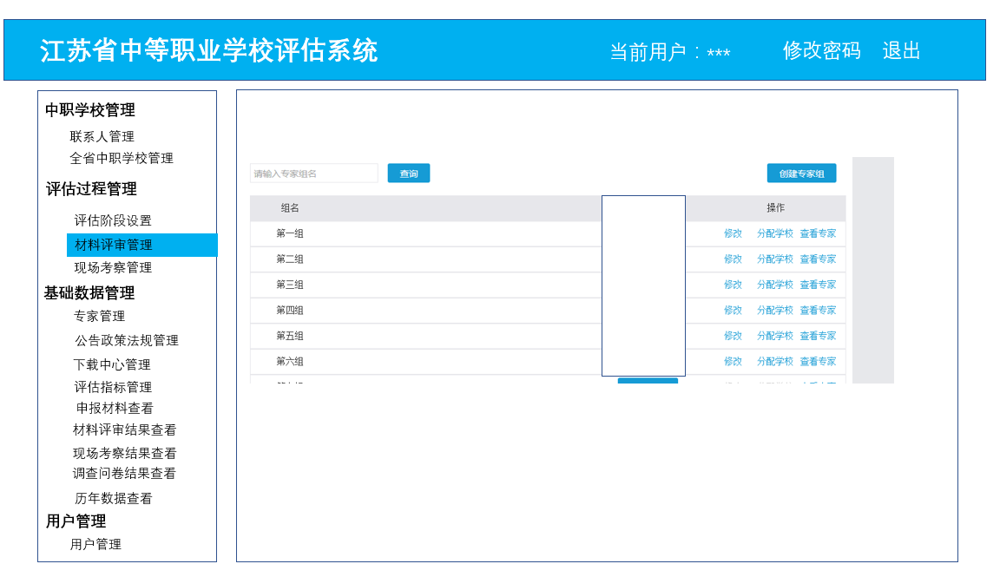 江苏省中等职业学校评估系统
当前用户：***
修改密码
退出
中职学校管理
联系人管理
全省中职学校管理
评估过程管理
评估阶段设置
材料评审管理
现场考察管理
基础数据管理
专家管理
公告政策法规管理
下载中心管理
评估指标管理
申报材料查看
材料评审结果查看
现场考察结果查看
调查问卷结果查看
历年数据查看
用户管理
用户管理
请输入专家组名
查询
创建专家组
组名 操作
第一组 修改 分配学校 查看专家
第二组 修改 分配学校 查看专家
第三组 修改 分配学校 查看专家
第四组 修改 分配学校 查看专家
第五组 修改 分配学校 查看专家
第六组 修改 分配学校 查看专家